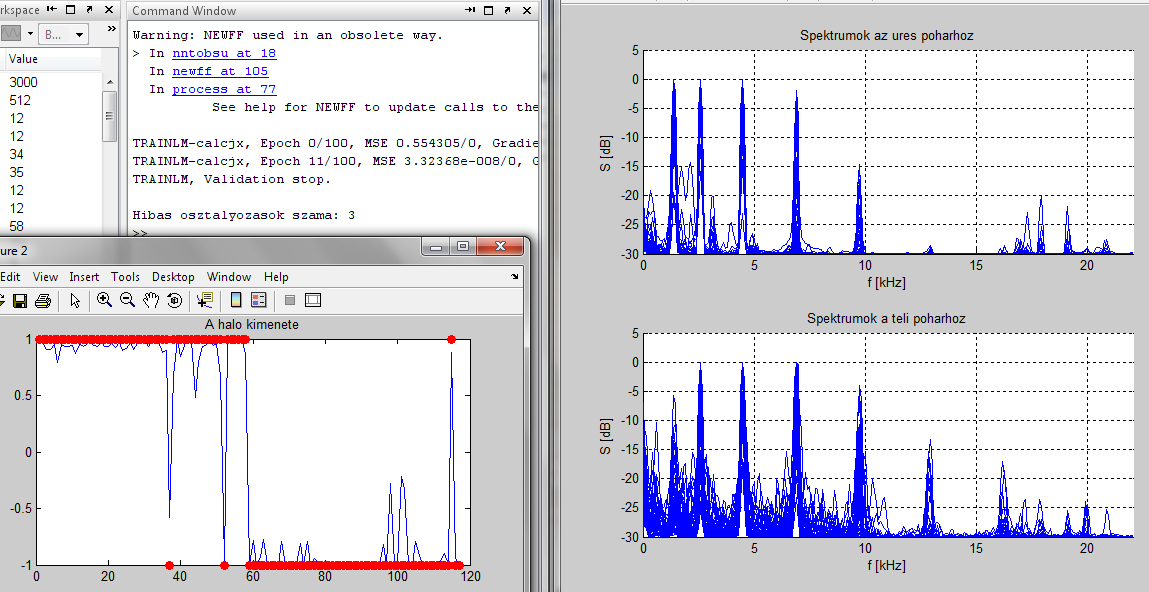 rkspace
B...
Value
3000
512
12
12
34
35
12
12
58
Command Window
Warning: NEWFF used in an obsolete way.
> In nntobsu at 18
In newff at 105
In process at 77
See help for NEWFF to update calls to the
TRAINLM-calcjx, Epoch 0/100, MSE 0.554305/0, Gradie
TRAINLM-calcjx, Epoch 11/100, MSE 3.32368e-008/0, G
TRAINLM, Validation stop.
Hibas osztalyozasok szama: 3
>>
ure 2
Edit View Insert Tools Desktop Window Help
A halo kimenete
1
0.5
0
-0.5
-1
0 20 40 60 80 100 120
Spektrumok az ures poharhoz
5
0
-5
-10
-15
-20
-25
-30
S [dB]
0 5 10 15 20
f [kHz]
Spektrumok a teli poharhoz
5
0
-5
-10
-15
-20
-25
-30
S [dB]
0 5 10 15 20
f [kHz]